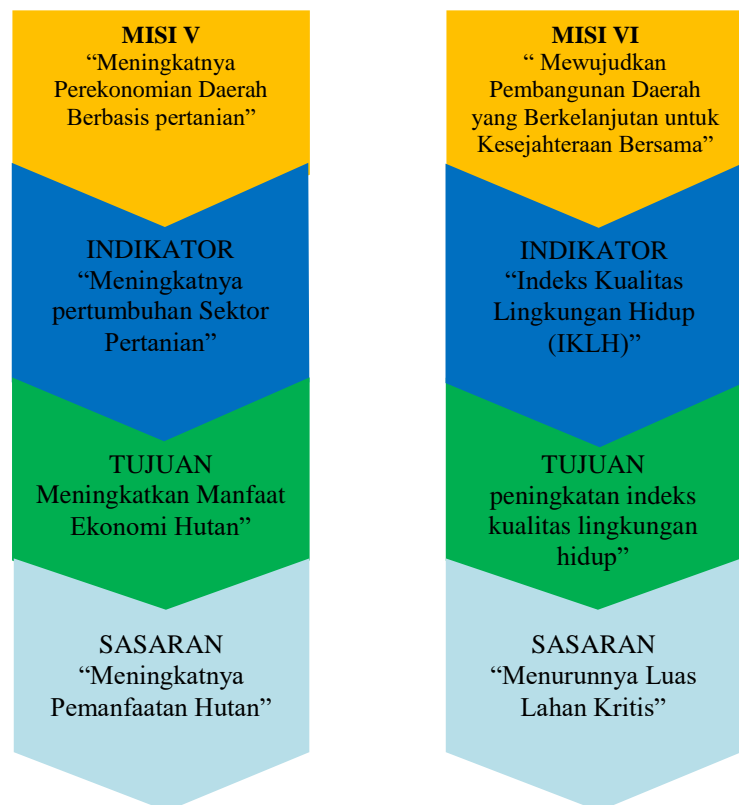 MISI V
“Meningkatnya
Perekonomian Daerah
Berbasis pertanian”
INDIKATOR
“Meningkatnya
pertumbuhan Sektor
Pertanian”
TUJUAN
Meningkatkan Manfaat
Ekonomi Hutan”
SASARAN
“Meningkatnya
Pemanfaatan Hutan”
MISI VI
“ Mewujudkan
Pembangunan Daerah
yang Berkelanjutan untuk
Kesejahteraan Bersama”
INDIKATOR
“Indeks Kualitas
Lingkungan Hidup
(IKLH)”
TUJUAN
peningkatan indeks
kualitas lingkungan
hidup”
SASARAN
“Menurunnya Luas
Lahan Kritis”